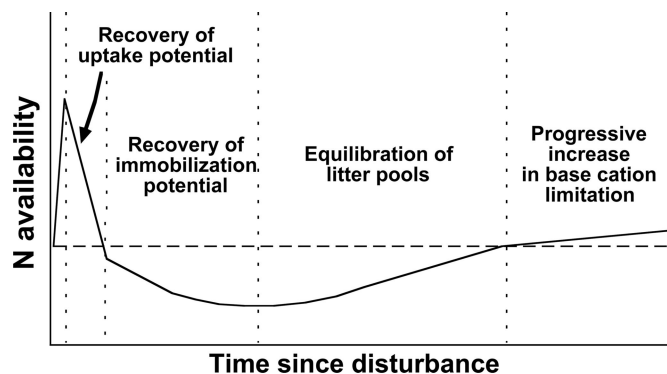 Recovery of
uptake potential
Recovery of
immobilization
potential
Equilibration of
litter pools
Progressive
increase
in base cation
limitation
N availability
Time since disturbance